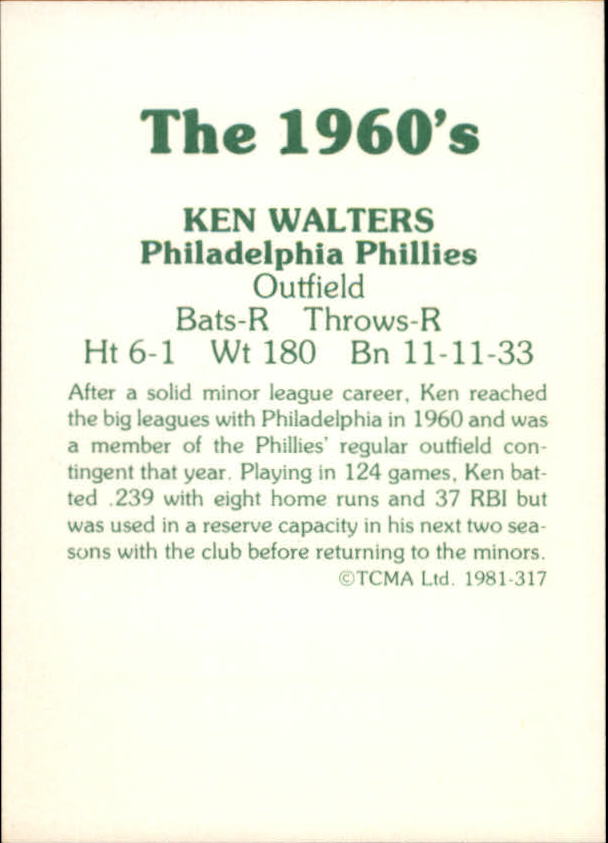 The 1960's
KEN WALTERS
Philadelphia Phillies
Outfield
Bats-R Throws-R
Ht 6-1 Wt 180 Bn 11-11-33
After a solid minor league career, Ken reached
the big leagues with Philadelphia in 1960 and was
a member of the Phillies' regular outfield con-
tingent that year. Playing in 124 games, Ken bat-
ted .239 with eight home runs and 37 RBI but
was used in a reserve capacity in his next two sea-
sons with the club before returning to the minors.
©TCMA Ltd. 1981-317